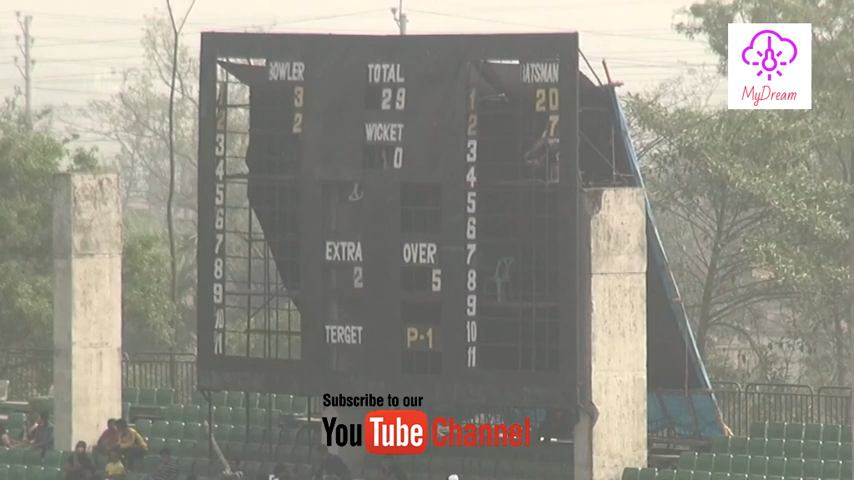 MyDream
BOWLER TOTAL BATSMAN
3 29 1 20
2 2 2 7
WICKET
3 3
0
4 4
5 5
6 6
EXTRA OVER
7 7
8 2 5 8
9 9
10 TERGET P-1 10
11 11
Subscribe to our
YouTube Channel